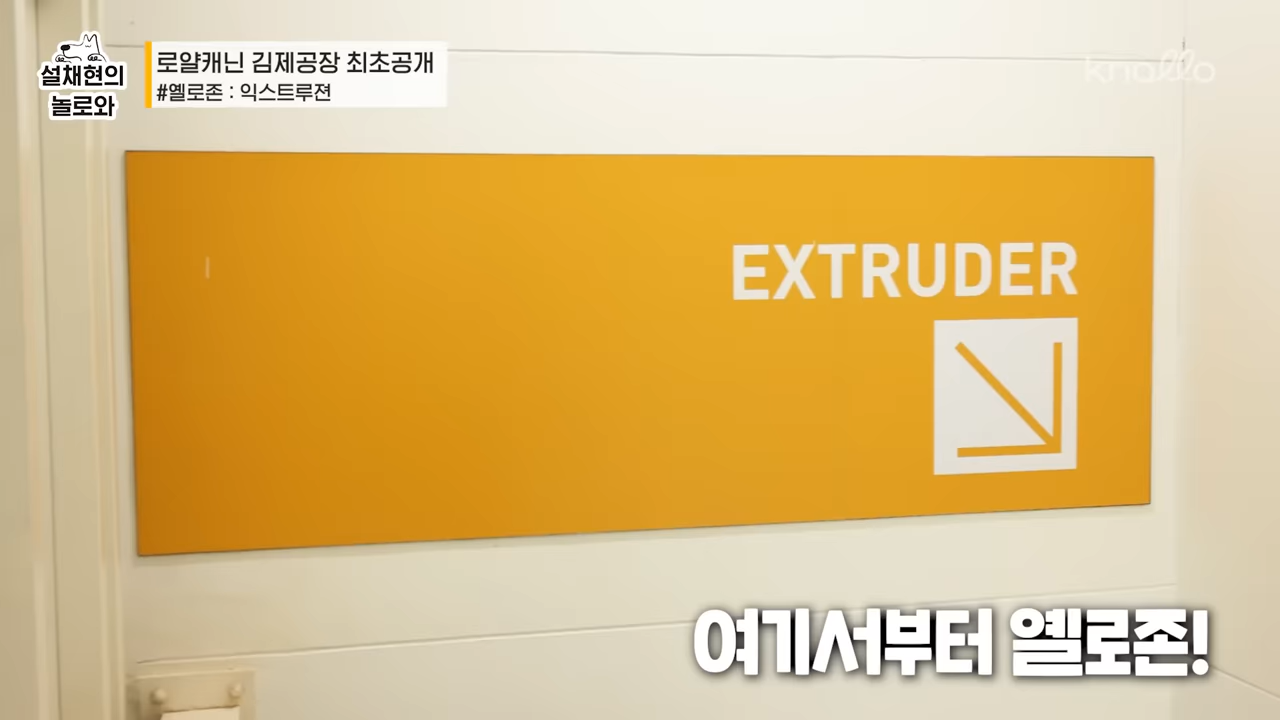 설채현의
놀로와
로얄캐닌 김제공장 최초공개
#옐로존 : 익스트루젼
knollo
EXTRUDER
여기서부터 옐로존!